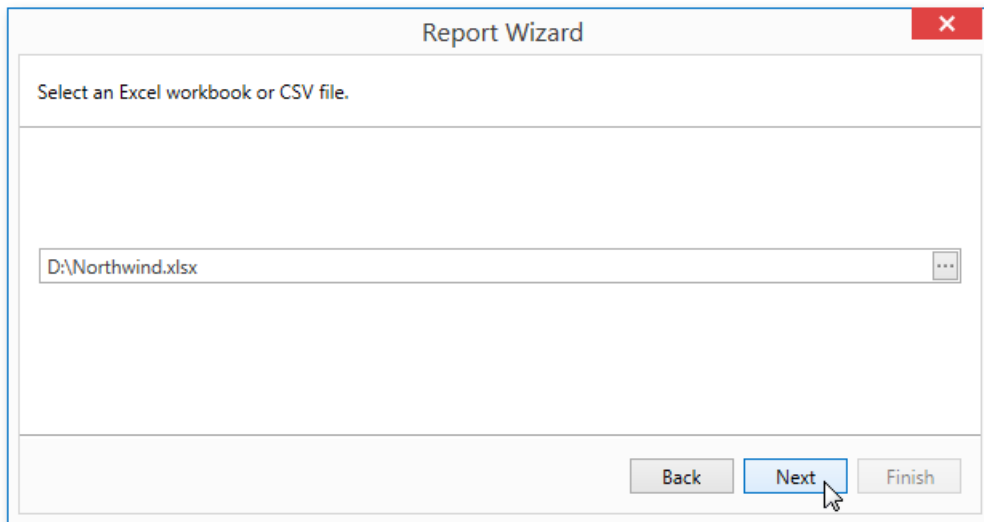 Report Wizard
Select an Excel workbook or CSV file.
D:\Northwind.xlsx
...
Back Next Finish